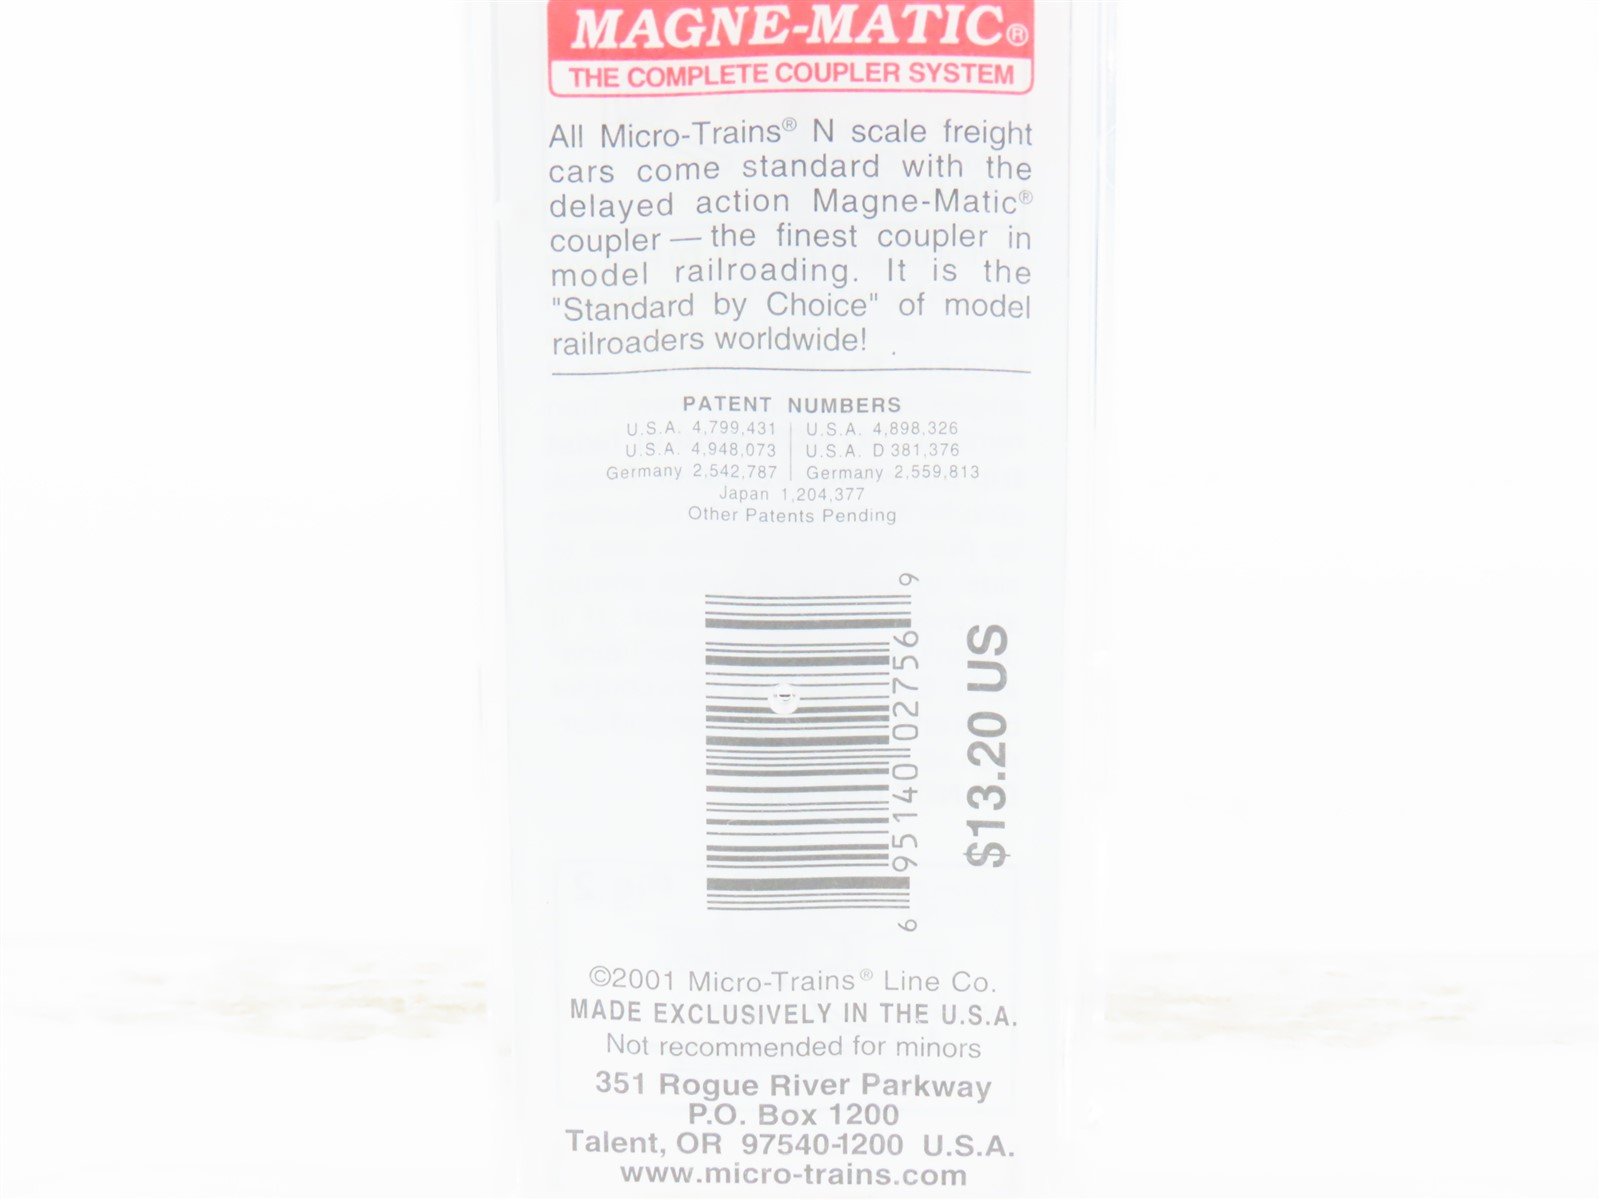 MAGNE-MATIC®
THE COMPLETE COUPLER SYSTEM
All Micro-Trains® N scale freight
cars come standard with the
delayed action Magne-Matic®
coupler — the finest coupler in
model railroading. It is the
"Standard by Choice" of model
railroaders worldwide!
PATENT NUMBERS
U.S.A. 4,799,431 | U.S.A. 4,898,326
U.S.A. 4,948,073 | U.S.A. D 381,376
Germany 2,542,787 | Germany 2,559,813
Japan 1,204,377
Other Patents Pending
6 95140 02756 9
$13.20 US
©2001 Micro-Trains® Line Co.
MADE EXCLUSIVELY IN THE U.S.A.
Not recommended for minors
351 Rogue River Parkway
P.O. Box 1200
Talent, OR 97540-1200 U.S.A.
www.micro-trains.com